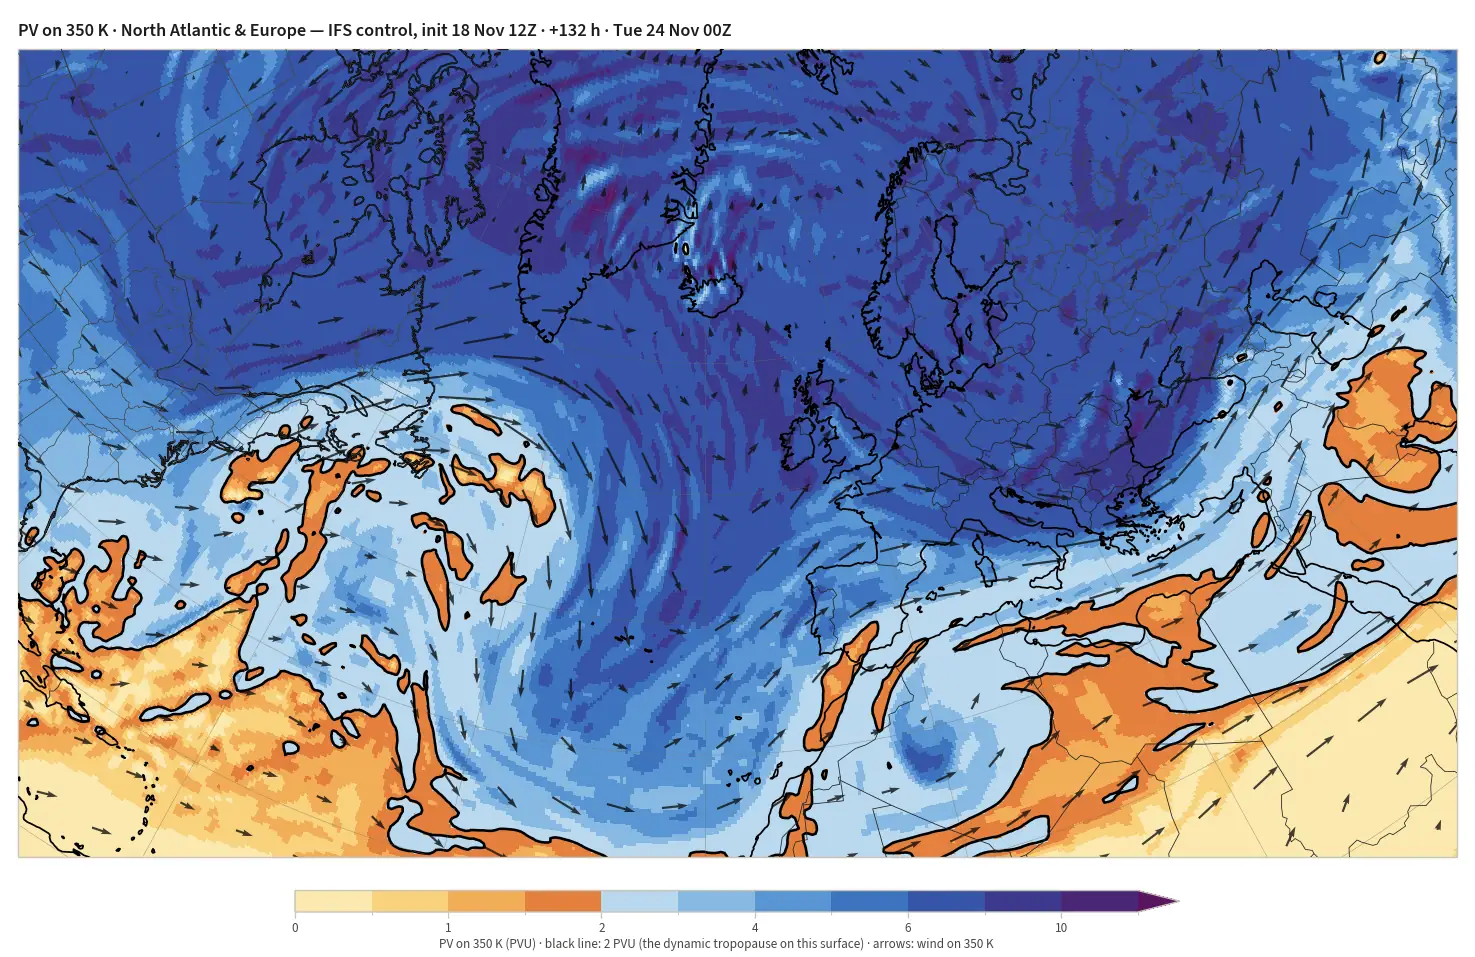 PV on 350 K · North Atlantic & Europe — IFS control, init 18 Nov 12Z · +132 h · Tue 24 Nov 00Z
0 1 2 4 6 10
PV on 350 K (PVU) · black line: 2 PVU (the dynamic tropopause on this surface) · arrows: wind on 350 K